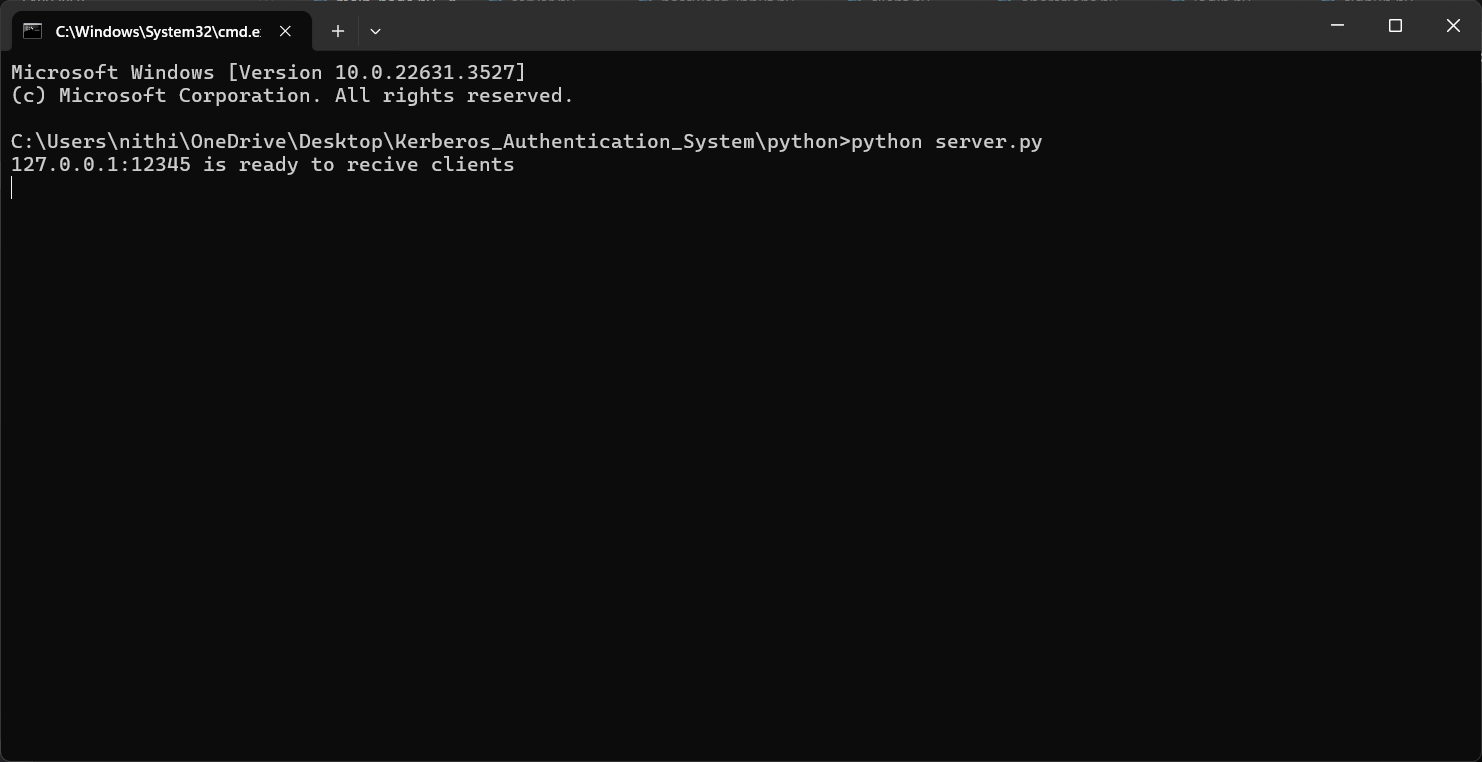 C:\Windows\System32\cmd.e
Microsoft Windows [Version 10.0.22631.3527]
(c) Microsoft Corporation. All rights reserved.
C:\Users\nithi\OneDrive\Desktop\Kerberos_Authentication_System\python>python server.py
127.0.0.1:12345 is ready to recive clients